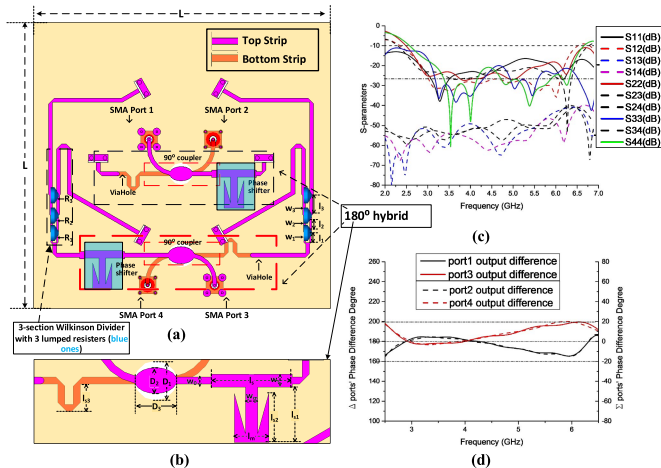 L
L
Top Strip
Bottom Strip
SMA Port 1
SMA Port 2
90⁰ coupler
ViaHole
Phase shifter
R₃
R₂
R₁
w₃
w₂
w₁
l₃
l₂
l₁
90⁰ coupler
Phase shifter
ViaHole
SMA Port 4
SMA Port 3
3-section Wilkinson Divider
with 3 lumped resisters (blue
ones)
(a)
180⁰ hybrid
D₂
D₁
D₃
lₛ₃
lₛ₂
lₛ₁
lₘ
(b)
S-parameters
-10
-20
-30
-40
-50
-60
-70
-80
2.0
2.5
3.0
3.5
4.0
4.5
5.0
5.5
6.0
6.5
7.0
Frequency (GHz)
S11(dB)
S12(dB)
S13(dB)
S14(dB)
S22(dB)
S23(dB)
S24(dB)
S33(dB)
S34(dB)
S44(dB)
(c)
port1 output difference
port3 output difference
port2 output difference
port4 output difference
Δ ports' Phase Difference Degree
260
240
220
200
180
160
140
120
100
Σ ports' Phase Difference Degree
80
60
40
20
0
-20
-40
-60
-80
3
4
5
6
Frequency (GHz)
(d)